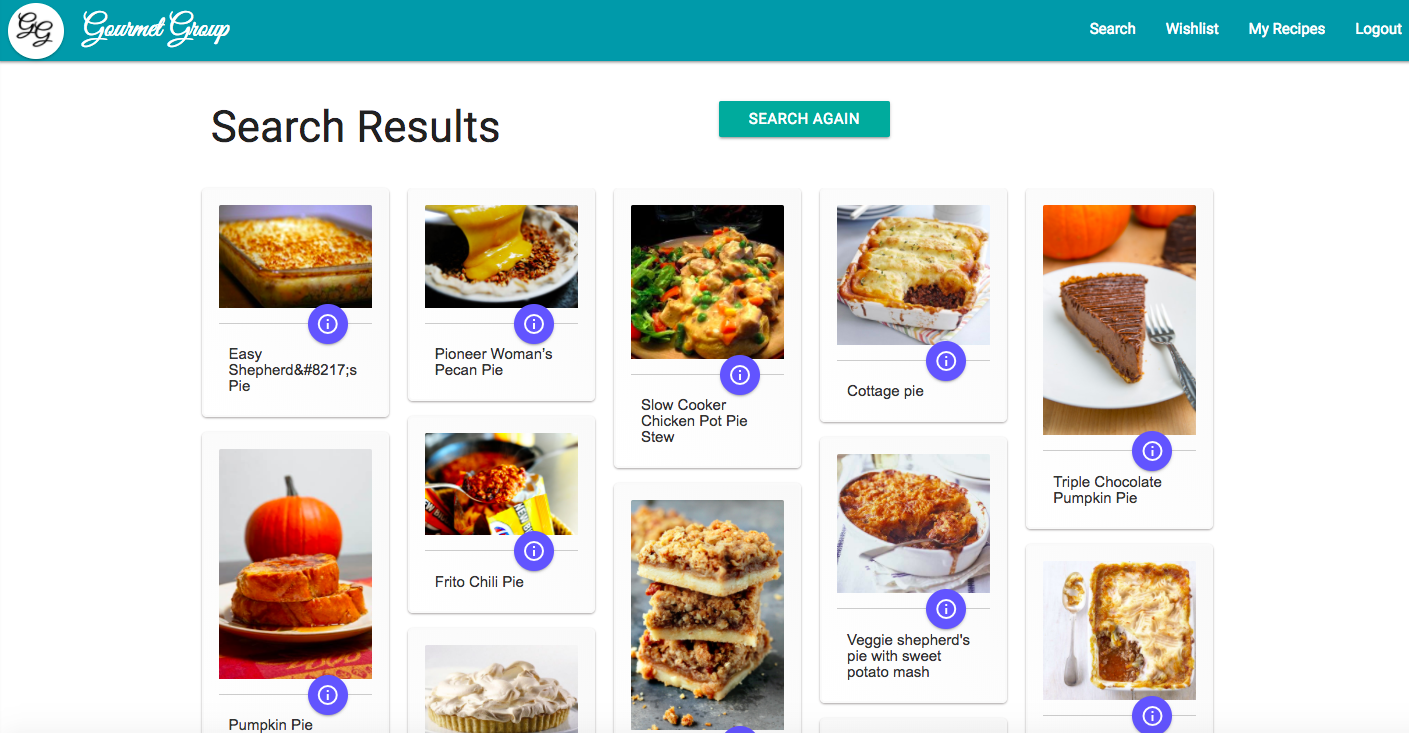 GG
Gourmet Group
Search
Wishlist
My Recipes
Logout
Search Results
SEARCH AGAIN
Easy
Shepherd&#8217;s
Pie
Pioneer Woman’s
Pecan Pie
Slow Cooker
Chicken Pot Pie
Stew
Cottage pie
Triple Chocolate
Pumpkin Pie
Pumpkin Pie
Frito Chili Pie
Veggie shepherd's
pie with sweet
potato mash